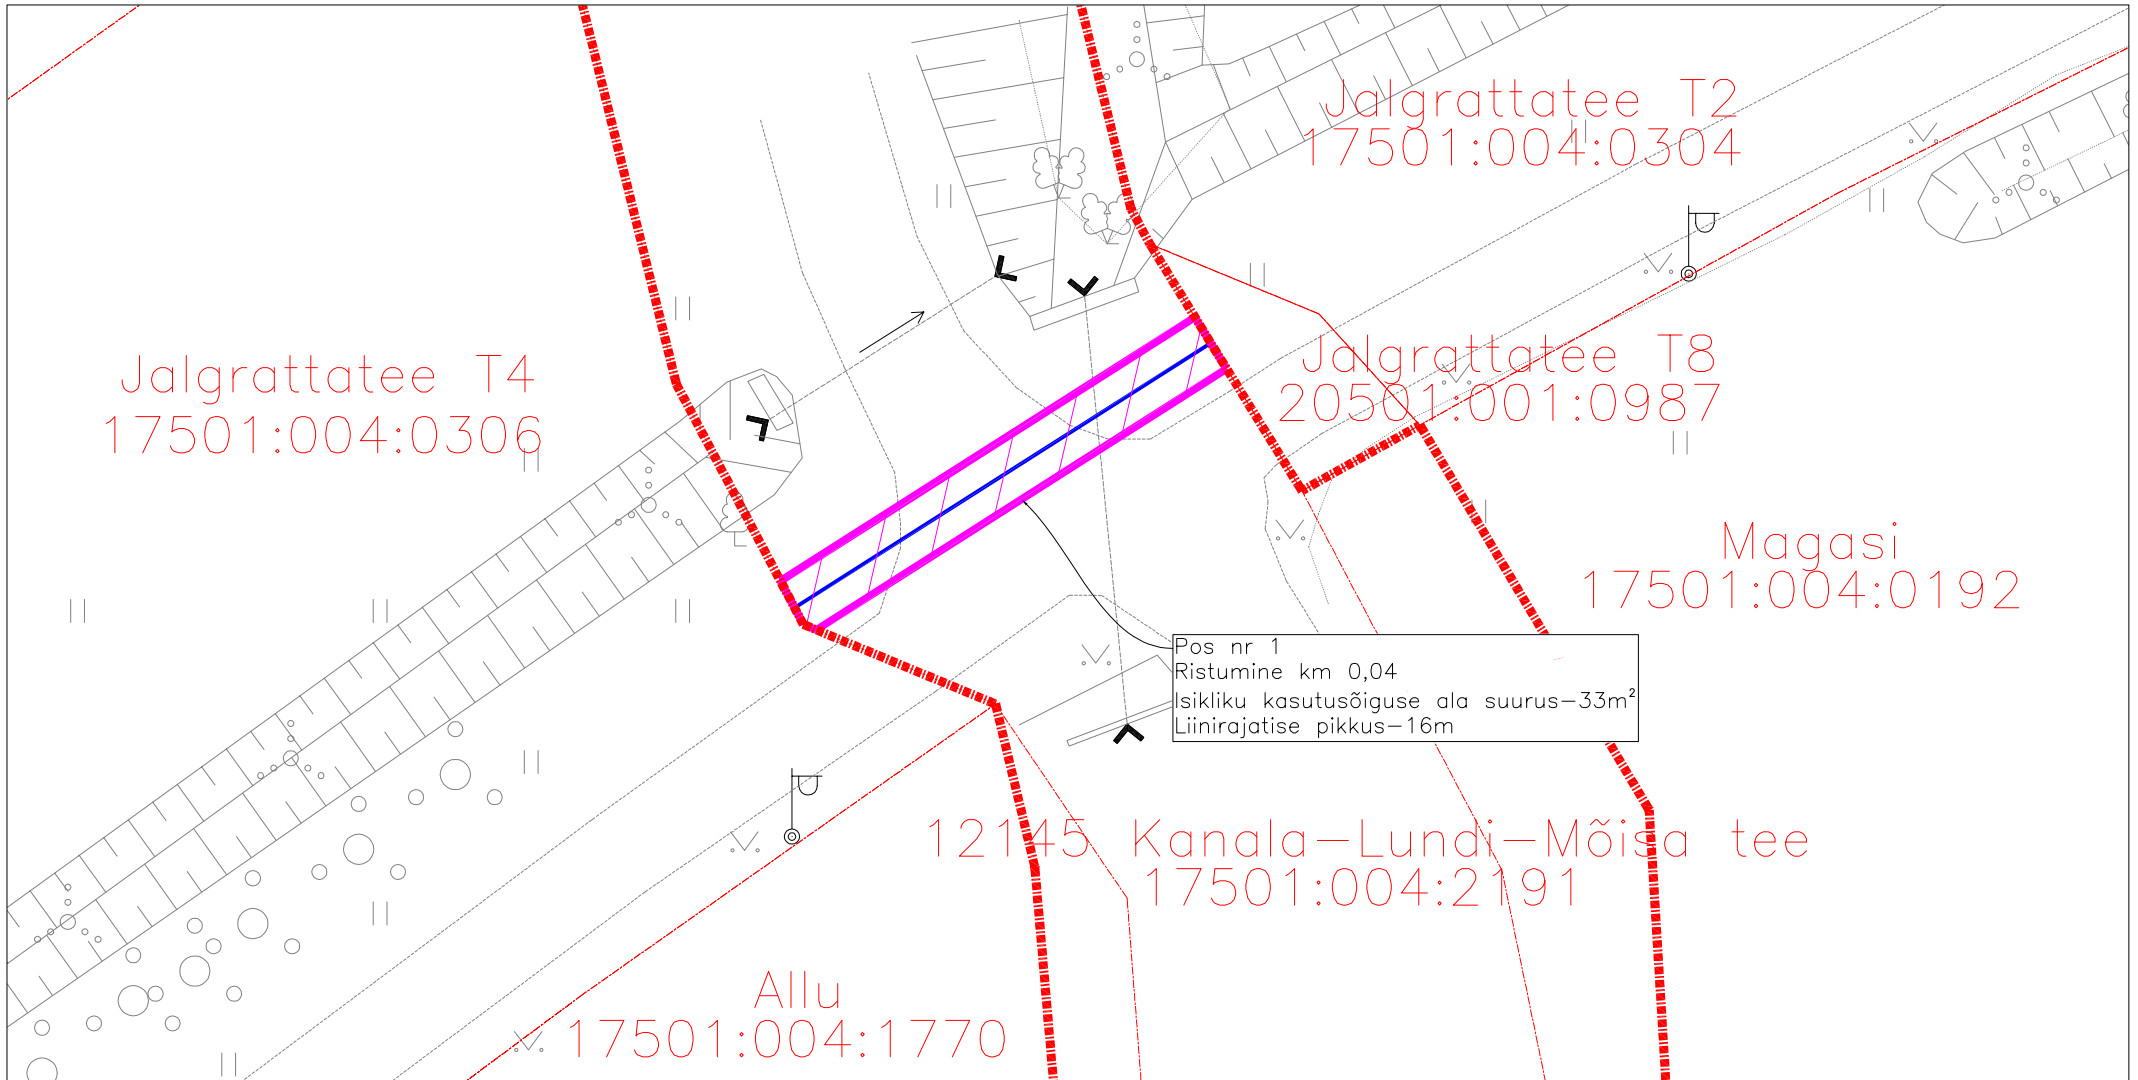 Jalgrattatee T2
17501:004:0304
Jalgrattatee T4
17501:004:0306
Jalgrattatee T8
20501:001:0987
Magasi
17501:004:0192
Pos nr 1
Ristumine km 0,04
Isikliku kasutusõiguse ala suurus–33m²
Liinirajatise pikkus–16m
12145 Kanala–Lundi–Mõisa tee
17501:004:2191
Allu
17501:004:1770